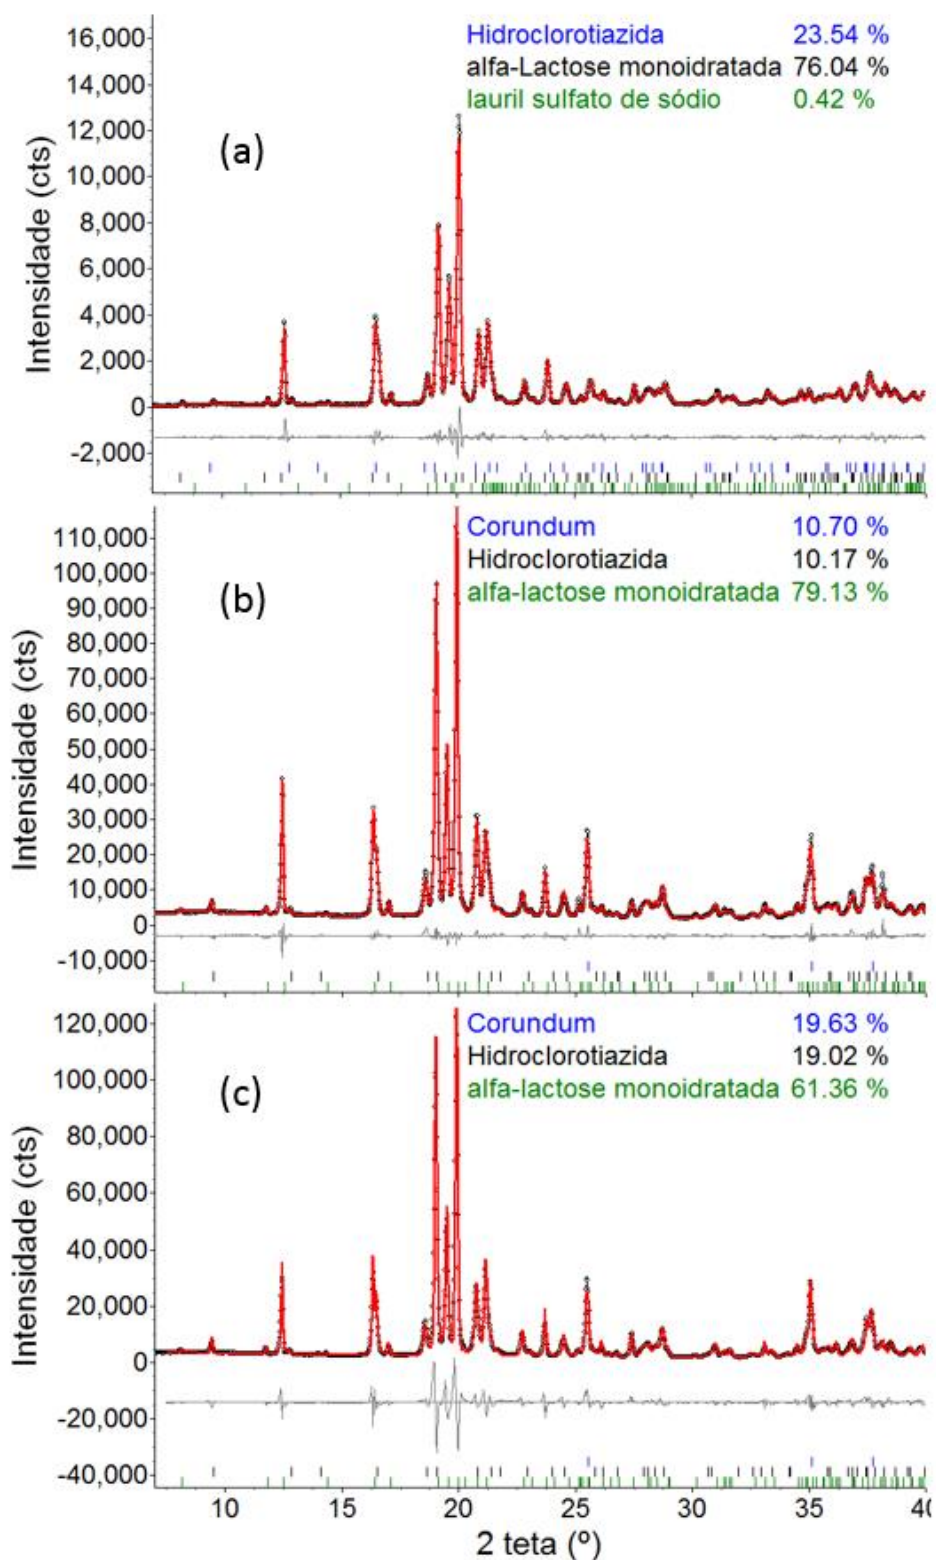 16,000
14,000
12,000
10,000
8,000
6,000
4,000
2,000
0
-2,000
Intensidade (cts)
(a)
Hidroclorotiazida 23.54 %
alfa-Lactose monoidratada 76.04 %
lauril sulfato de sódio 0.42 %
110,000
100,000
90,000
80,000
70,000
60,000
50,000
40,000
30,000
20,000
10,000
0
-10,000
Intensidade (cts)
(b)
Corundum 10.70 %
Hidroclorotiazida 10.17 %
alfa-lactose monoidratada 79.13 %
120,000
100,000
80,000
60,000
40,000
20,000
0
-20,000
-40,000
Intensidade (cts)
(c)
Corundum 19.63 %
Hidroclorotiazida 19.02 %
alfa-lactose monoidratada 61.36 %
10 15 20 25 30 35 40
2 teta (º)